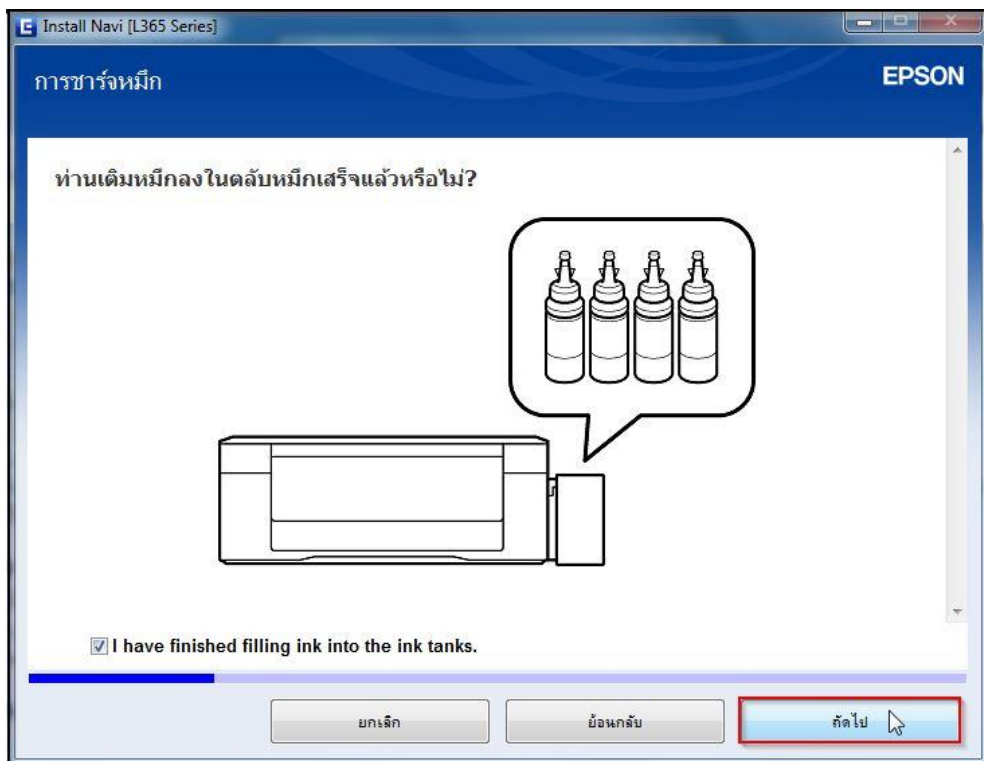 Install Navi [L365 Series]
การชาร์จหมึก
EPSON
ท่านเติมหมึกลงในตลับหมึกเสร็จแล้วหรือไม่?
I have finished filling ink into the ink tanks.
ยกเลิก
ย้อนกลับ
ถัดไป